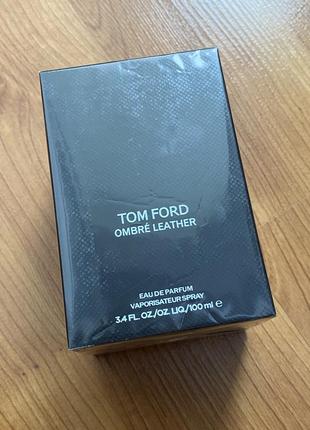 TOM FORD
OMBRÉ LEATHER
EAU DE PARFUM
VAPORISATEUR SPRAY
3.4 FL. OZ./OZ. LIQ./100 ml ℮